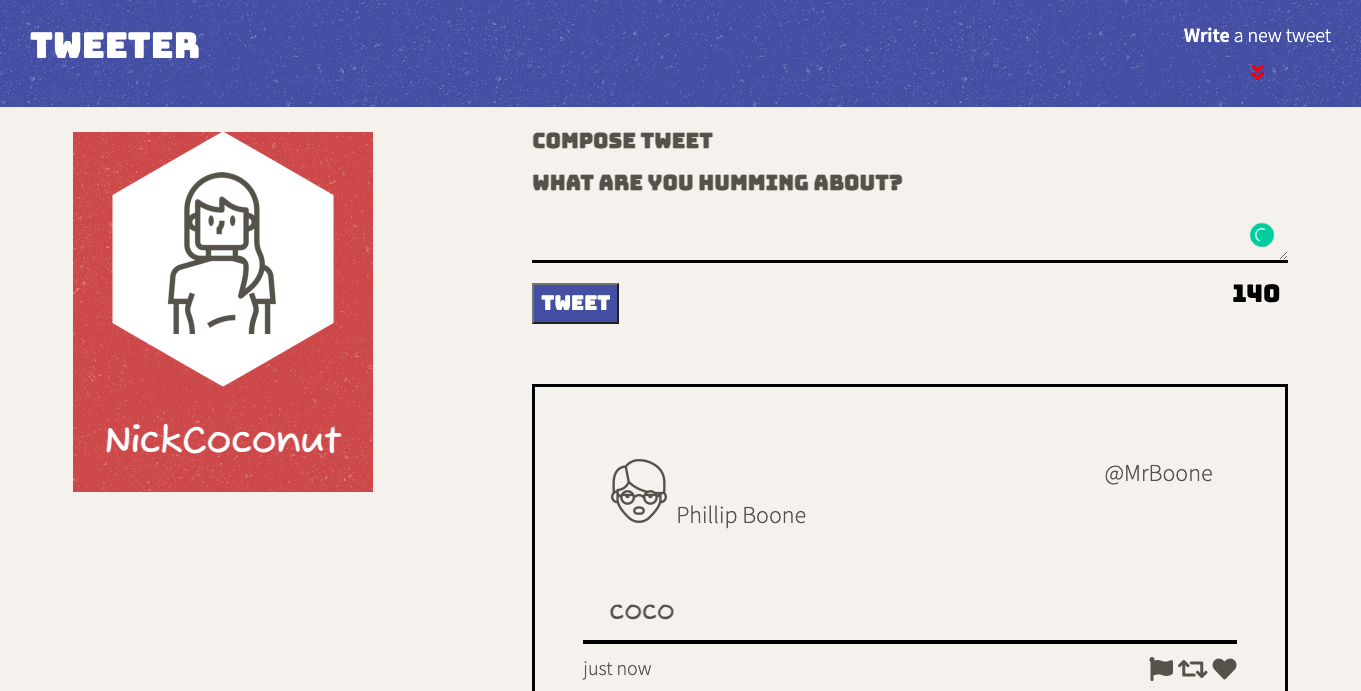 TWEETER
Write a new tweet
NickCoconut
COMPOSE TWEET
WHAT ARE YOU HUMMING ABOUT?
TWEET
140
Phillip Boone
@MrBoone
coco
just now